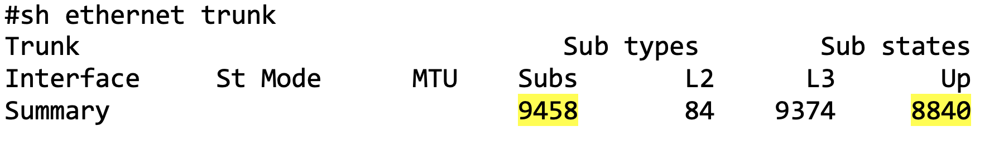 #sh ethernet trunk
Trunk Sub types Sub states
Interface St Mode MTU Subs L2 L3 Up
Summary 9458 84 9374 8840